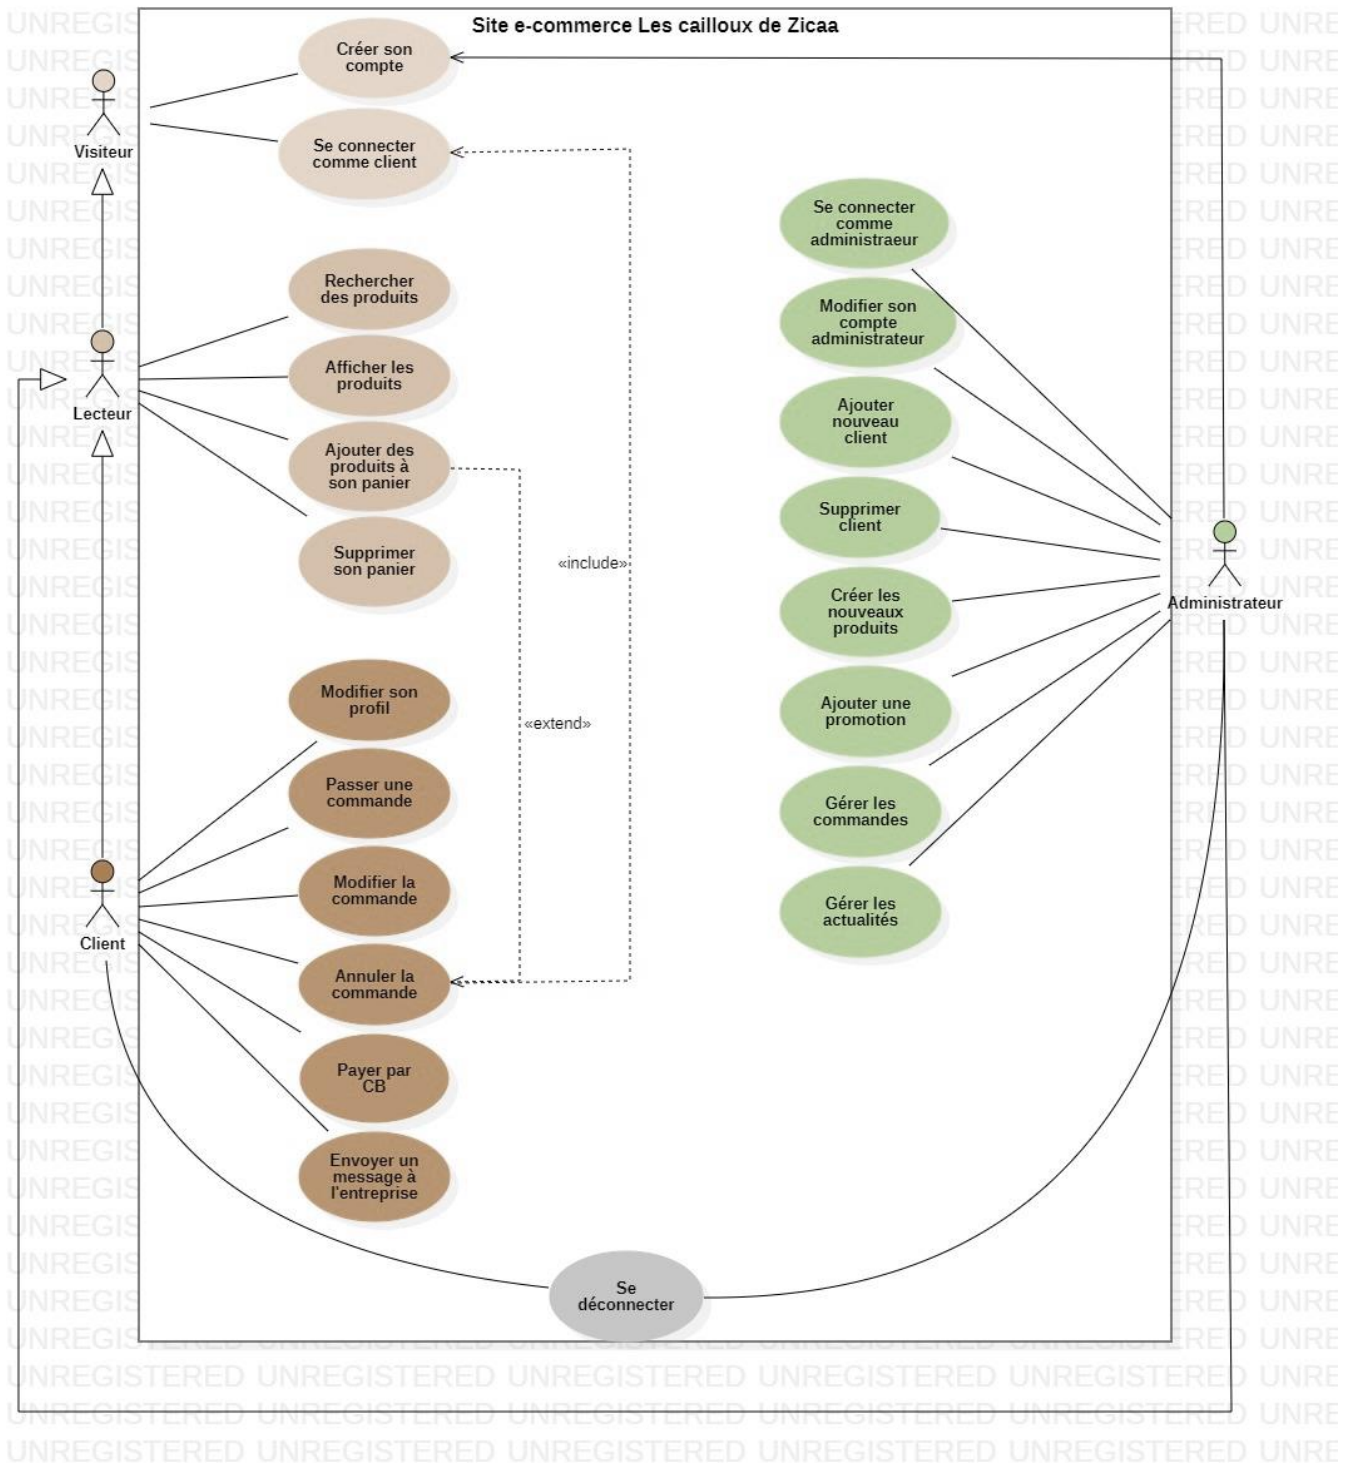 Site e-commerce Les cailloux de Zicaa
Créer son
compte
Visiteur
Se connecter
comme client
Se connecter
comme
administraeur
Rechercher
des produits
Modifier son
compte
administrateur
Afficher les
produits
Lecteur
Ajouter
nouveau
client
Ajouter des
produits à
son panier
Supprimer
client
Supprimer
son panier
«include»
Créer les
nouveaux
produits
Administrateur
Modifier son
profil
«extend»
Ajouter une
promotion
Passer une
commande
Gérer les
commandes
Modifier la
commande
Gérer les
actualités
Client
Annuler la
commande
Payer par
CB
Envoyer un
message à
l'entreprise
Se
déconnecter
UNREGISTERED UNREGISTERED UNREGISTERED UNREGISTERED UNREGISTERED UNRE
UNREGISTERED UNREGISTERED UNREGISTERED UNREGISTERED UNREGISTERED UNRE
UNREGISTERED UNREGISTERED UNREGISTERED UNREGISTERED UNREGISTERED UNRE